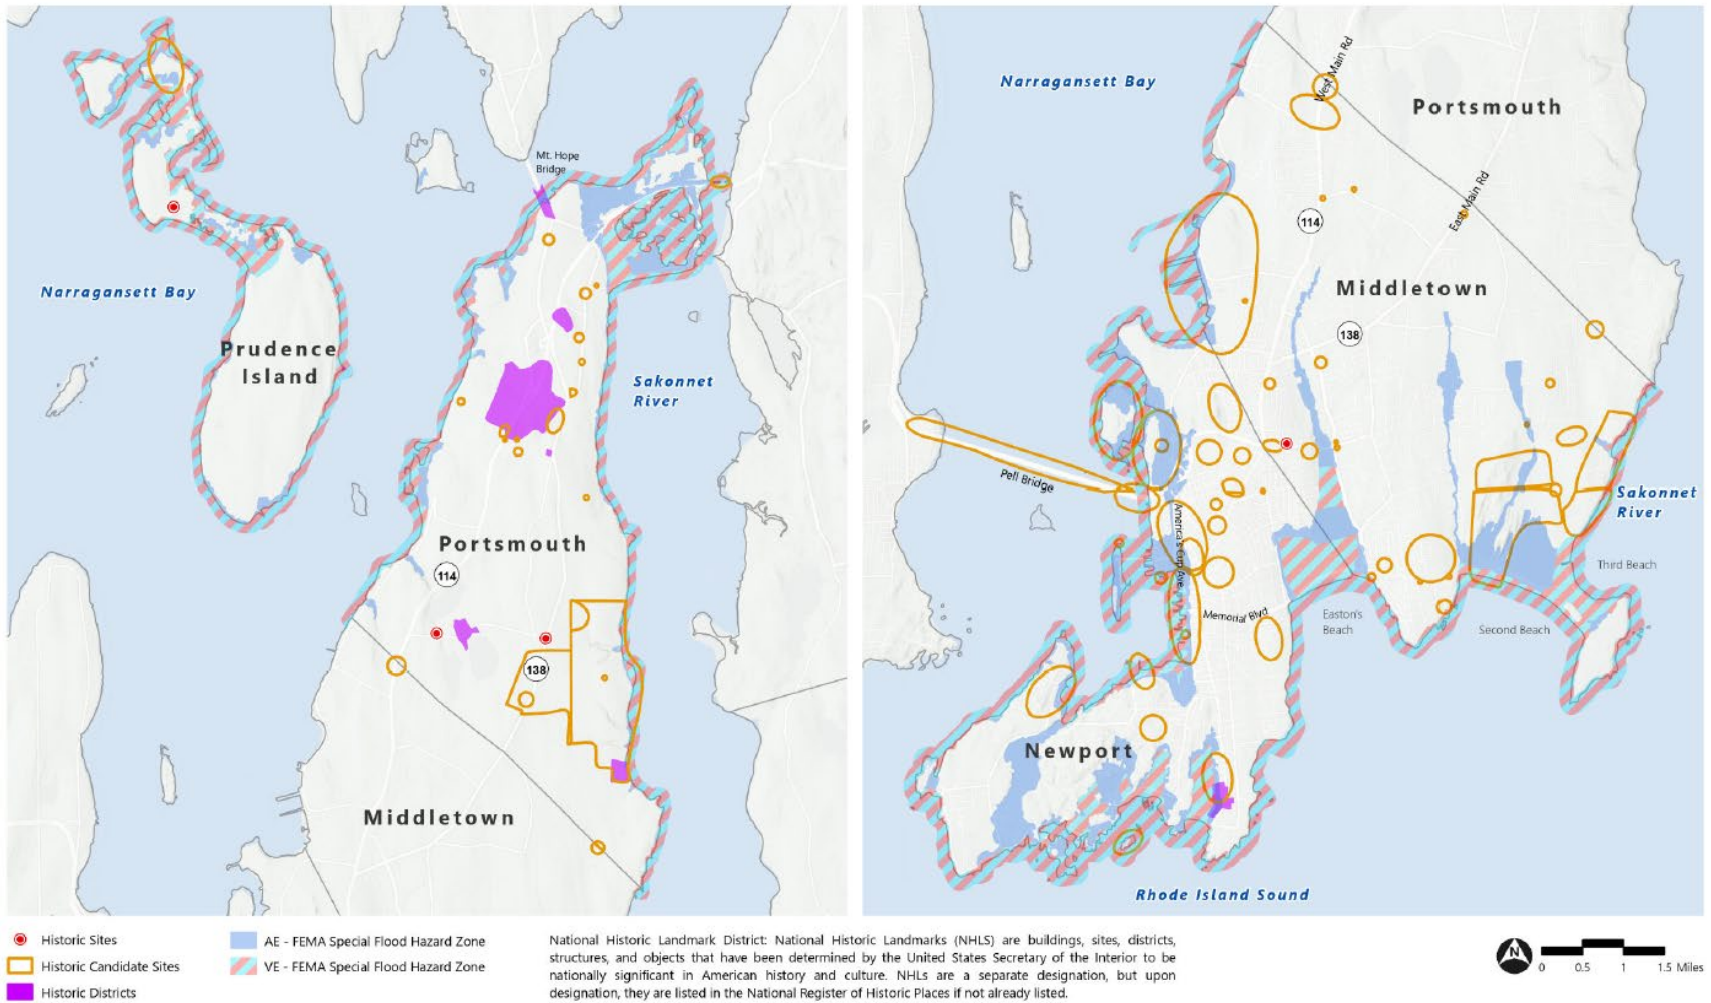 Mt. Hope
Bridge
Narragansett Bay
Prudence
Island
Sakonnet
River
Portsmouth
114
138
Middletown
Narragansett Bay
West Main Rd
Portsmouth
East Main Rd
114
Middletown
138
Pell Bridge
America's Cup Ave
Sakonnet
River
Third Beach
Memorial Blvd
Easton's
Beach
Second Beach
Newport
Rhode Island Sound
Historic Sites
Historic Candidate Sites
Historic Districts
AE - FEMA Special Flood Hazard Zone
VE - FEMA Special Flood Hazard Zone
National Historic Landmark District: National Historic Landmarks (NHLS) are buildings, sites, districts,
structures, and objects that have been determined by the United States Secretary of the Interior to be
nationally significant in American history and culture. NHLs are a separate designation, but upon
designation, they are listed in the National Register of Historic Places if not already listed.
N
0 0.5 1 1.5 Miles